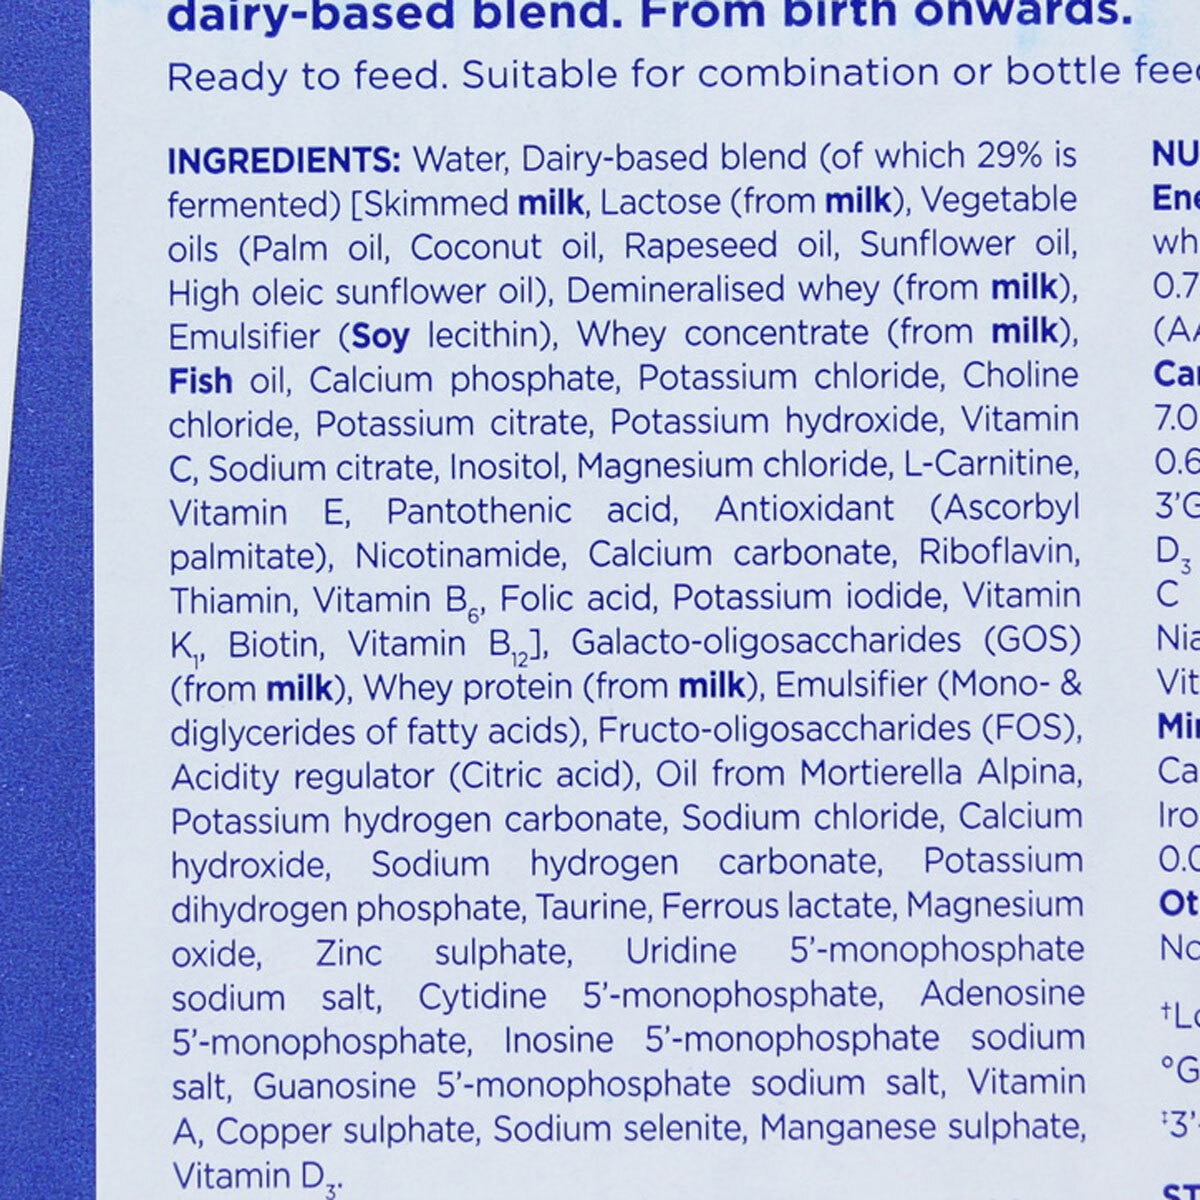 dairy-based blend. From birth onwards.
Ready to feed. Suitable for combination or bottle
INGREDIENTS: Water, Dairy-based blend (of which 29% is
fermented) [Skimmed milk, Lactose (from milk), Vegetable
oils (Palm oil, Coconut oil, Rapeseed oil, Sunflower oil,
High oleic sunflower oil), Demineralised whey (from milk),
Emulsifier (Soy lecithin), Whey concentrate (from milk),
Fish oil, Calcium phosphate, Potassium chloride, Choline
chloride, Potassium citrate, Potassium hydroxide, Vitamin
C, Sodium citrate, Inositol, Magnesium chloride, L-Carnitine,
Vitamin E, Pantothenic acid, Antioxidant (Ascorbyl
palmitate), Nicotinamide, Calcium carbonate, Riboflavin,
Thiamin, Vitamin B₆, Folic acid, Potassium iodide, Vitamin
K₁, Biotin, Vitamin B₁₂], Galacto-oligosaccharides (GOS)
(from milk), Whey protein (from milk), Emulsifier (Mono- &
diglycerides of fatty acids), Fructo-oligosaccharides (FOS),
Acidity regulator (Citric acid), Oil from Mortierella Alpina,
Potassium hydrogen carbonate, Sodium chloride, Calcium
hydroxide, Sodium hydrogen carbonate, Potassium
dihydrogen phosphate, Taurine, Ferrous lactate, Magnesium
oxide, Zinc sulphate, Uridine 5’-monophosphate
sodium salt, Cytidine 5’-monophosphate, Adenosine
5’-monophosphate, Inosine 5’-monophosphate sodium
salt, Guanosine 5’-monophosphate sodium salt, Vitamin
A, Copper sulphate, Sodium selenite, Manganese sulphate,
Vitamin D₃.
7.0
D₃
C